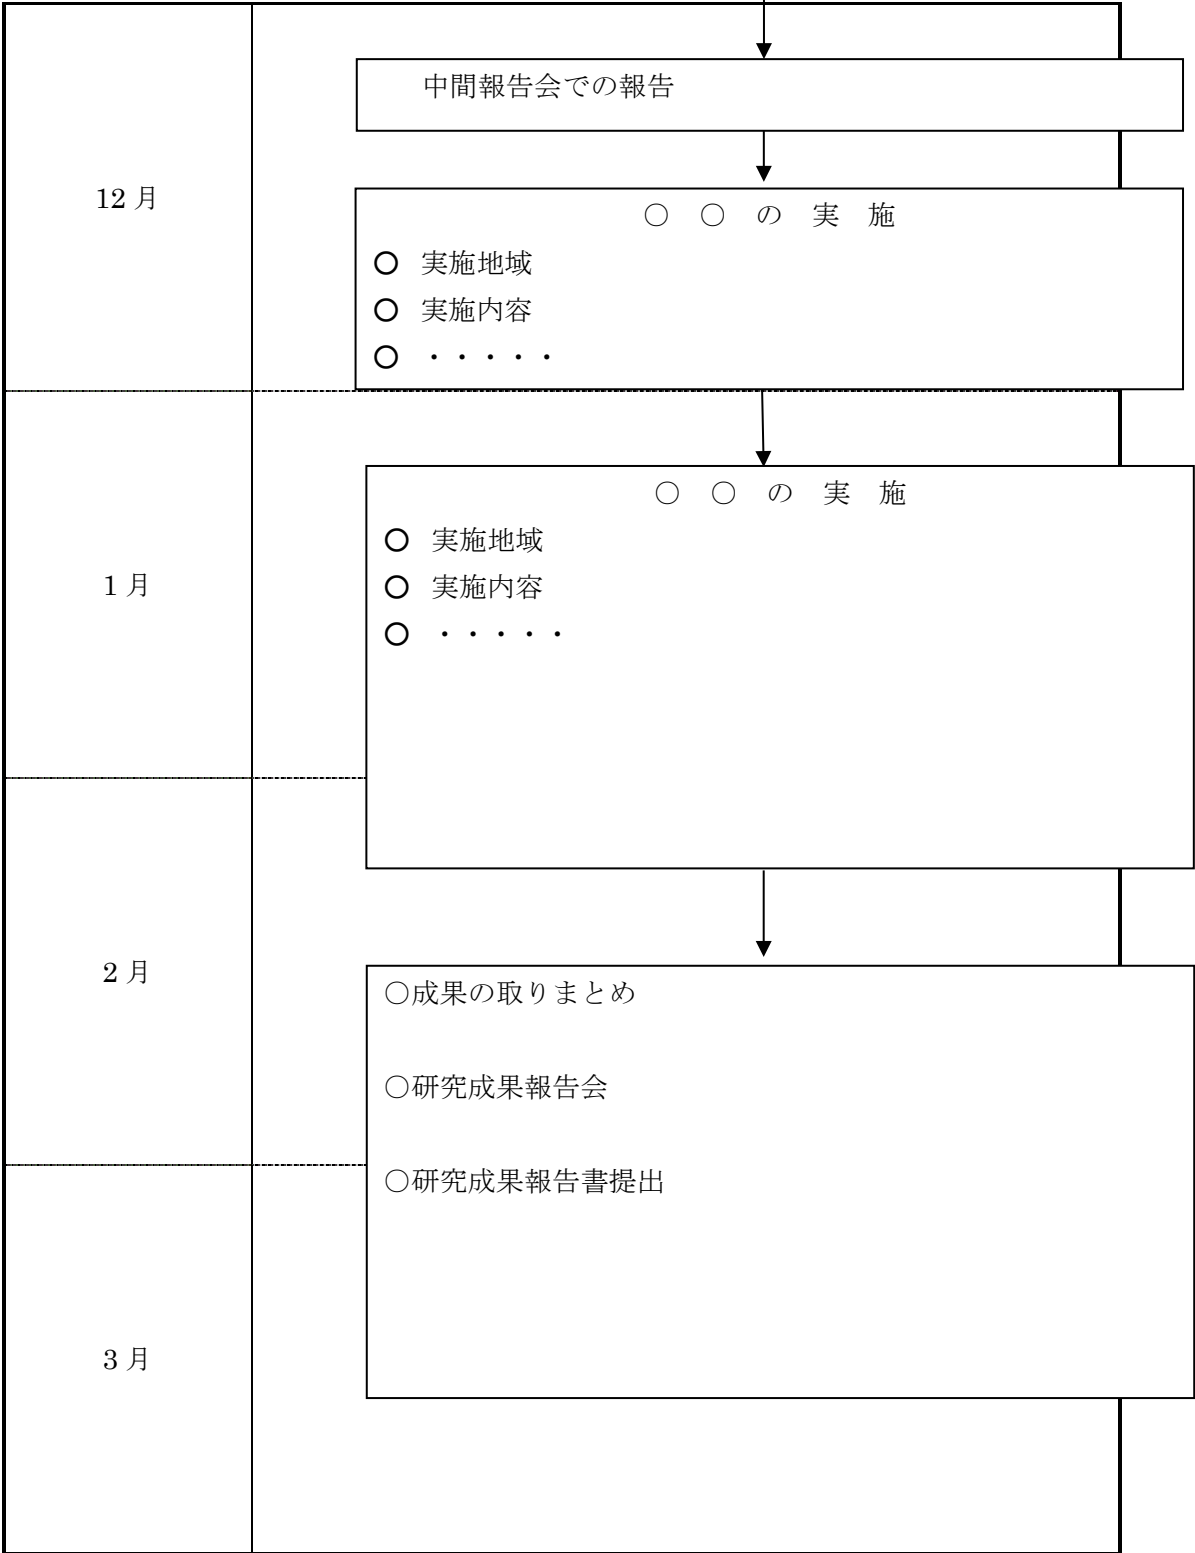 12 月
中間報告会での報告
○ ○ の 実 施
○ 実施地域
○ 実施内容
○ ・・・・・
1 月
○ ○ の 実 施
○ 実施地域
○ 実施内容
○ ・・・・・
2 月
○成果の取りまとめ
○研究成果報告会
○研究成果報告書提出
3 月